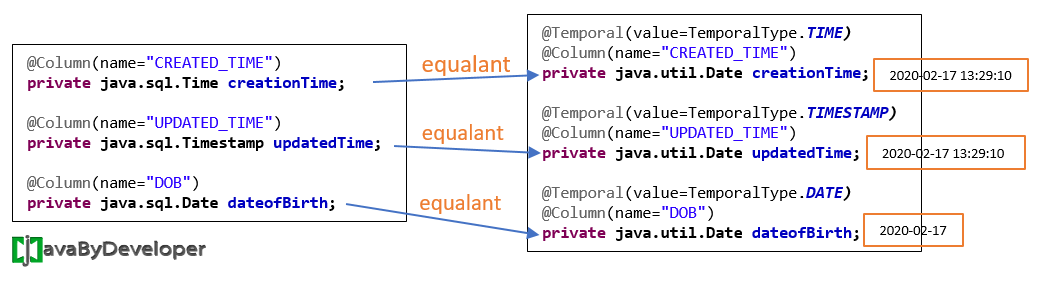 @Column(name="CREATED_TIME")
private java.sql.Time creationTime;
@Column(name="UPDATED_TIME")
private java.sql.Timestamp updatedTime;
@Column(name="DOB")
private java.sql.Date dateofBirth;
equalant
equalant
equalant
@Temporal(value=TemporalType.TIME)
@Column(name="CREATED_TIME")
private java.util.Date creationTime;
2020-02-17 13:29:10
@Temporal(value=TemporalType.TIMESTAMP)
@Column(name="UPDATED_TIME")
private java.util.Date updatedTime;
2020-02-17 13:29:10
@Temporal(value=TemporalType.DATE)
@Column(name="DOB")
private java.util.Date dateofBirth;
2020-02-17
javaByDeveloper